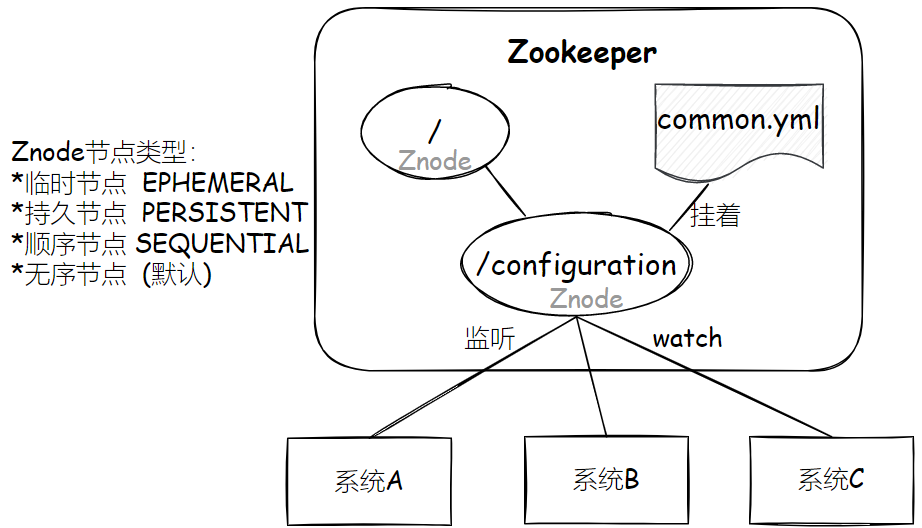 Zookeeper
/
Znode
common.yml
Znode节点类型：
*临时节点 EPHEMERAL
*持久节点 PERSISTENT
*顺序节点 SEQUENTIAL
*无序节点 (默认)
挂着
/configuration
Znode
监听
watch
系统A
系统B
系统C